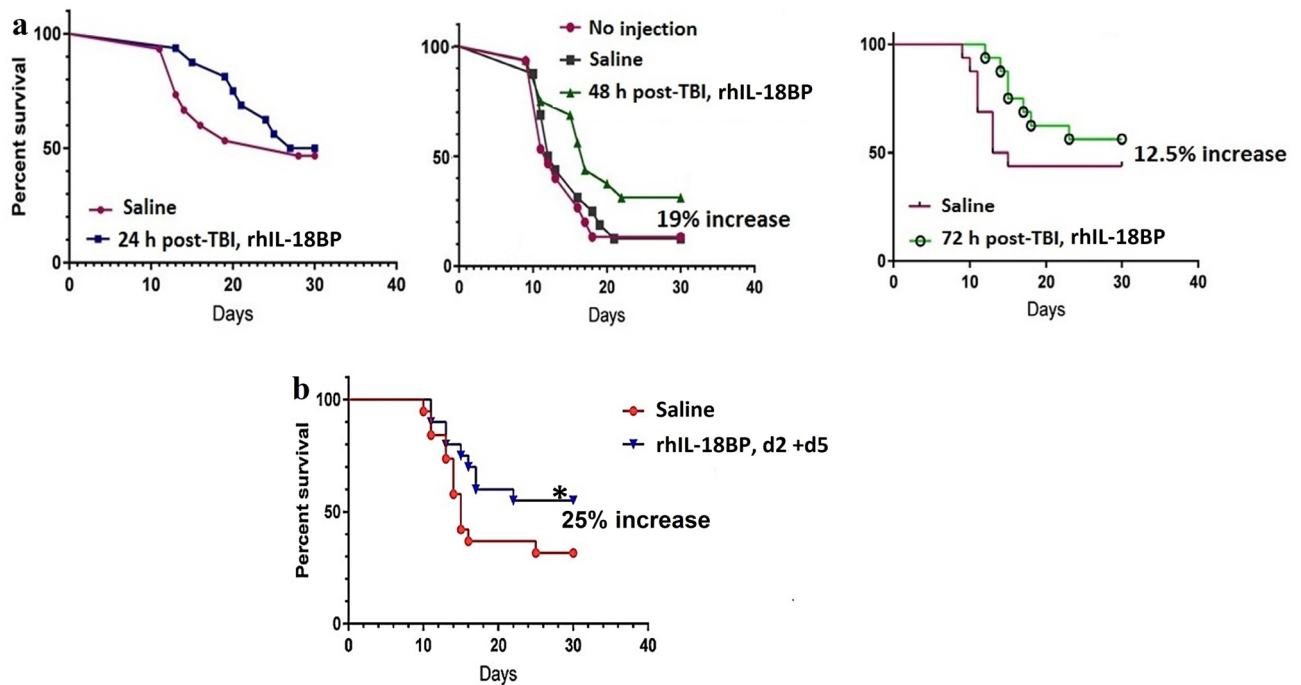 a
100
50
0
Percent survival
Saline
24 h post-TBI, rhIL-18BP
0 10 20 30 40
Days
100
50
0
No injection
Saline
48 h post-TBI, rhIL-18BP
19% increase
0 10 20 30 40
Days
100
50
0
12.5% increase
Saline
72 h post-TBI, rhIL-18BP
0 10 20 30 40
Days
b
100
50
0
Percent survival
Saline
rhIL-18BP, d2 +d5
*
25% increase
0 10 20 30 40
Days